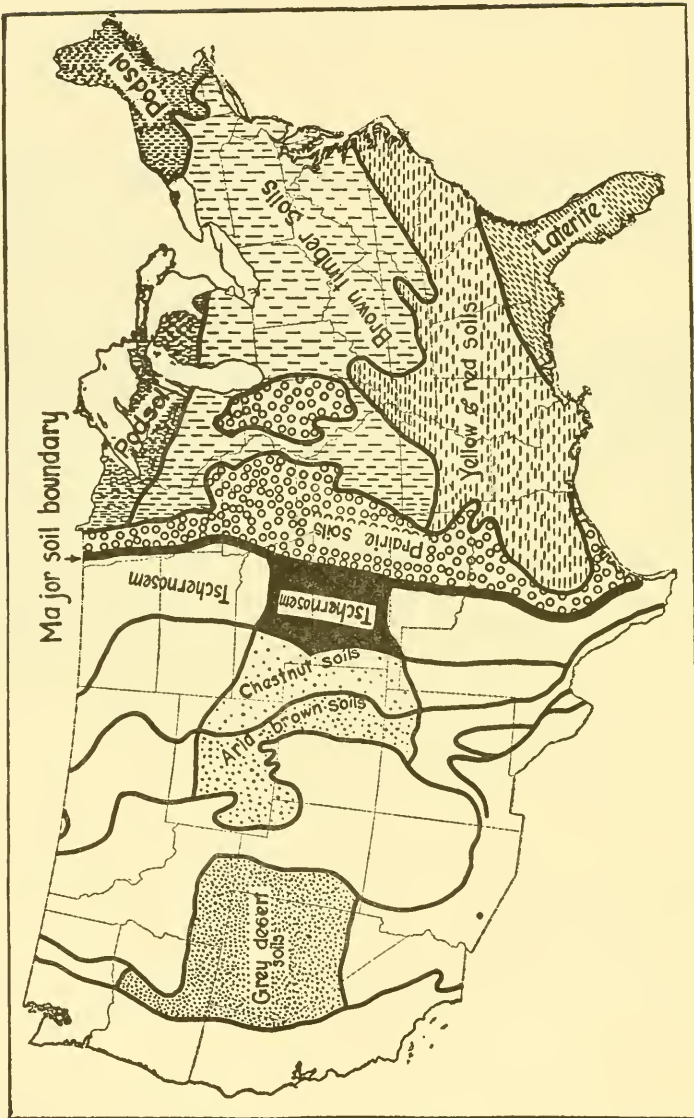 Major soil boundary
Podsol
Podsol
Tschernosem
Tschernosem
Chestnut soils
Arid brown soils
Grey desert
soils
Prairie
soils
Brown timber soils
Yellow & red soils
Laterite